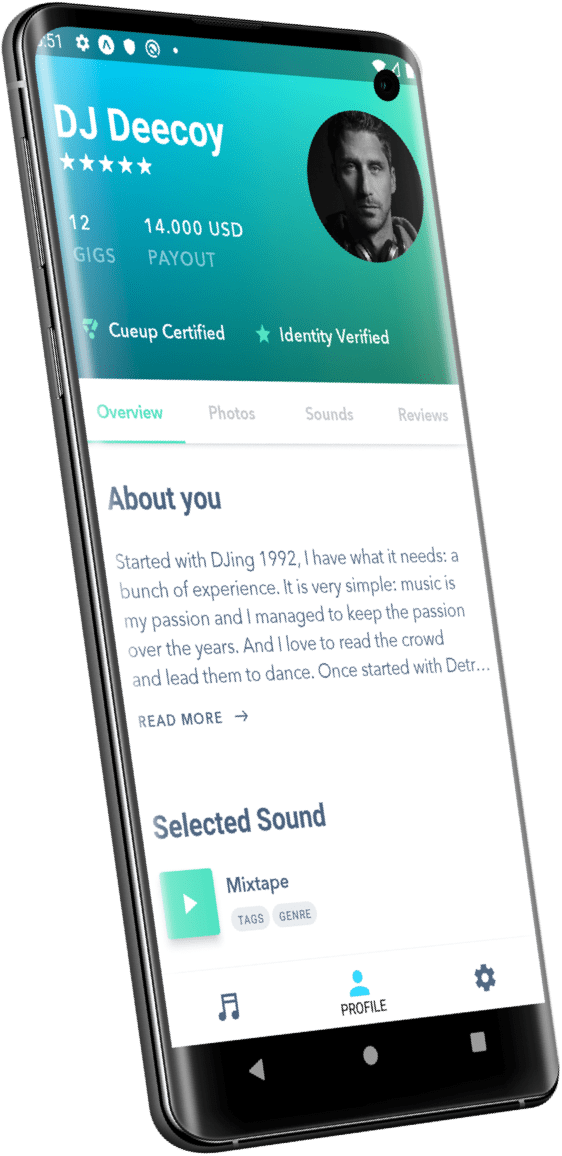 :51
DJ Deecoy
12
14.000 USD
GIGS
PAYOUT
Cueup Certified
Identity Verified
Overview
Photos
Sounds
Reviews
About you
Started with DJing 1992, I have what it needs: a
bunch of experience. It is very simple: music is
my passion and I managed to keep the passion
over the years. And I love to read the crowd
and lead them to dance. Once started with Detr...
READ MORE →
Selected Sound
Mixtape
TAGS
GENRE
PROFILE